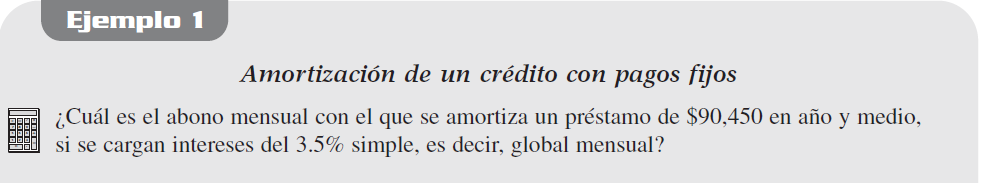 Ejemplo 1
Amortización de un crédito con pagos fijos
¿Cuál es el abono mensual con el que se amortiza un préstamo de $90,450 en año y medio,
si se cargan intereses del 3.5% simple, es decir, global mensual?